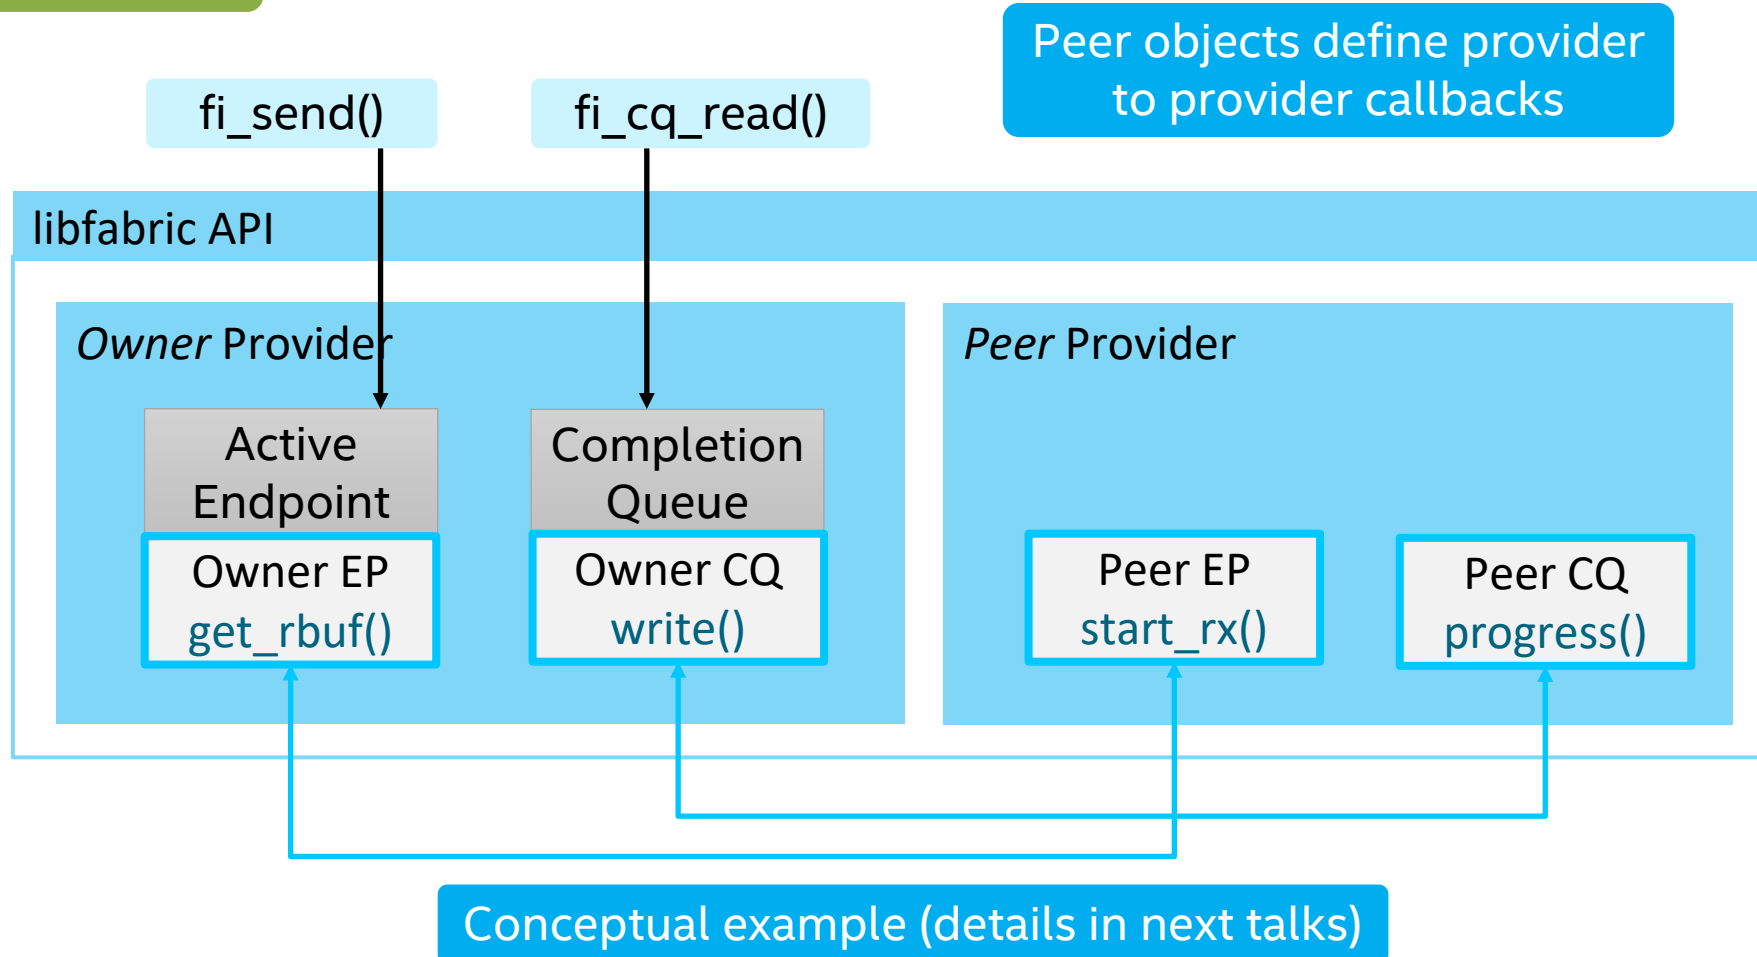 Peer objects define provider
to provider callbacks
fi_send()
fi_cq_read()
libfabric API
Owner Provider
Peer Provider
Active
Endpoint
Completion
Queue
Owner EP
get_rbuf()
Owner CQ
write()
Peer EP
start_rx()
Peer CQ
progress()
Conceptual example (details in next talks)